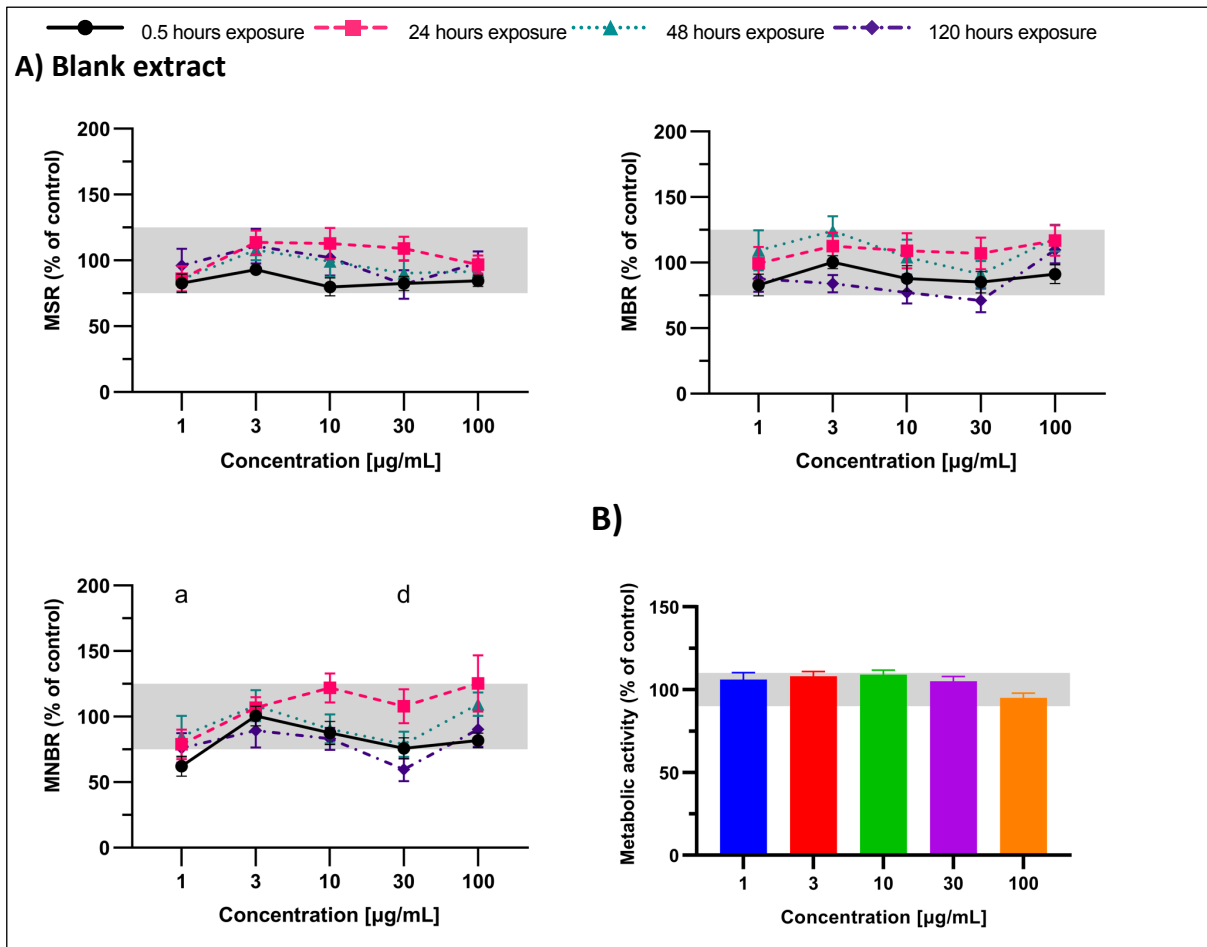 0.5 hours exposure 24 hours exposure 48 hours exposure 120 hours exposure
A) Blank extract
MSR (% of control)
200
150
100
50
0
1 3 10 30 100
Concentration [µg/mL]
MBR (% of control)
200
150
100
50
0
1 3 10 30 100
Concentration [µg/mL]
MNBR (% of control)
200
150
100
50
0
a d
1 3 10 30 100
Concentration [µg/mL]
B)
Metabolic activity (% of control)
150
100
50
0
1 3 10 30 100
Concentration [µg/mL]